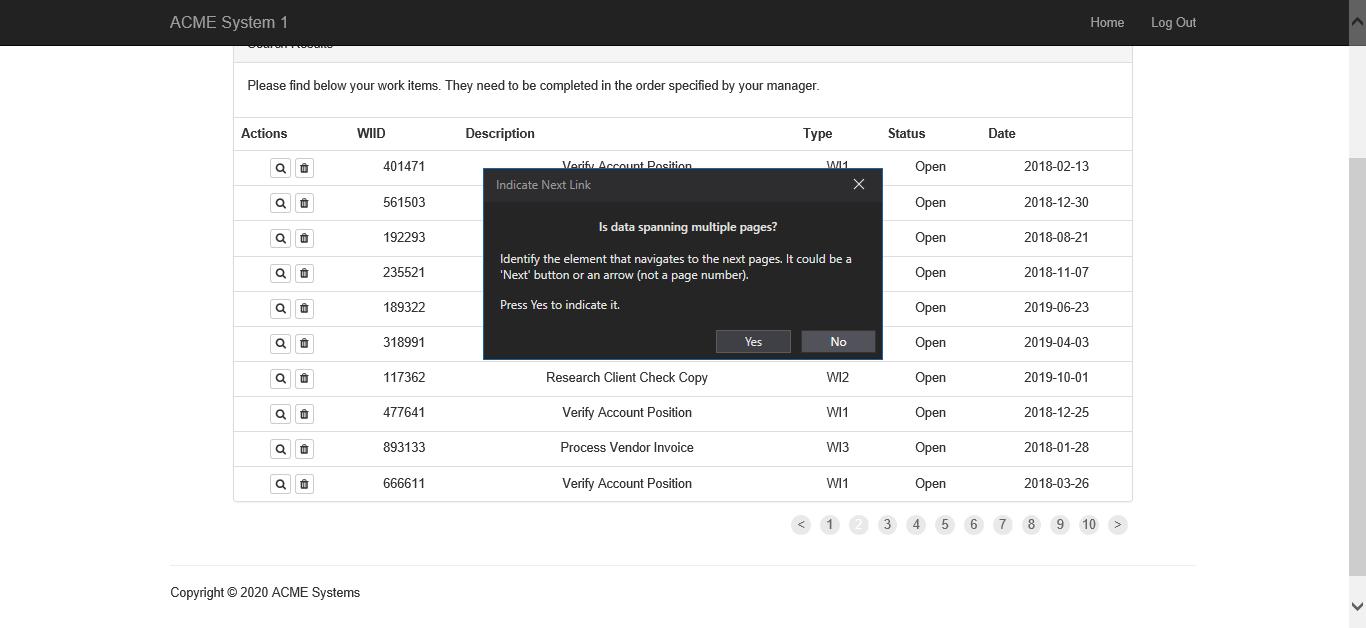 ACME System 1 Home Log Out
Search Results
Please find below your work items. They need to be completed in the order specified by your manager.
Actions WIID Description Type Status Date
401471 Verify Account Position WI1 Open 2018-02-13
561503 Open 2018-12-30
192293 Open 2018-08-21
235521 Open 2018-11-07
189322 Open 2019-06-23
318991 Open 2019-04-03
Indicate Next Link
Is data spanning multiple pages?
Identify the element that navigates to the next pages. It could be a
'Next' button or an arrow (not a page number).
Press Yes to indicate it.
Yes No
117362 Research Client Check Copy WI2 Open 2019-10-01
477641 Verify Account Position WI1 Open 2018-12-25
893133 Process Vendor Invoice WI3 Open 2018-01-28
666611 Verify Account Position WI1 Open 2018-03-26
< 1 2 3 4 5 6 7 8 9 10 >
Copyright © 2020 ACME Systems